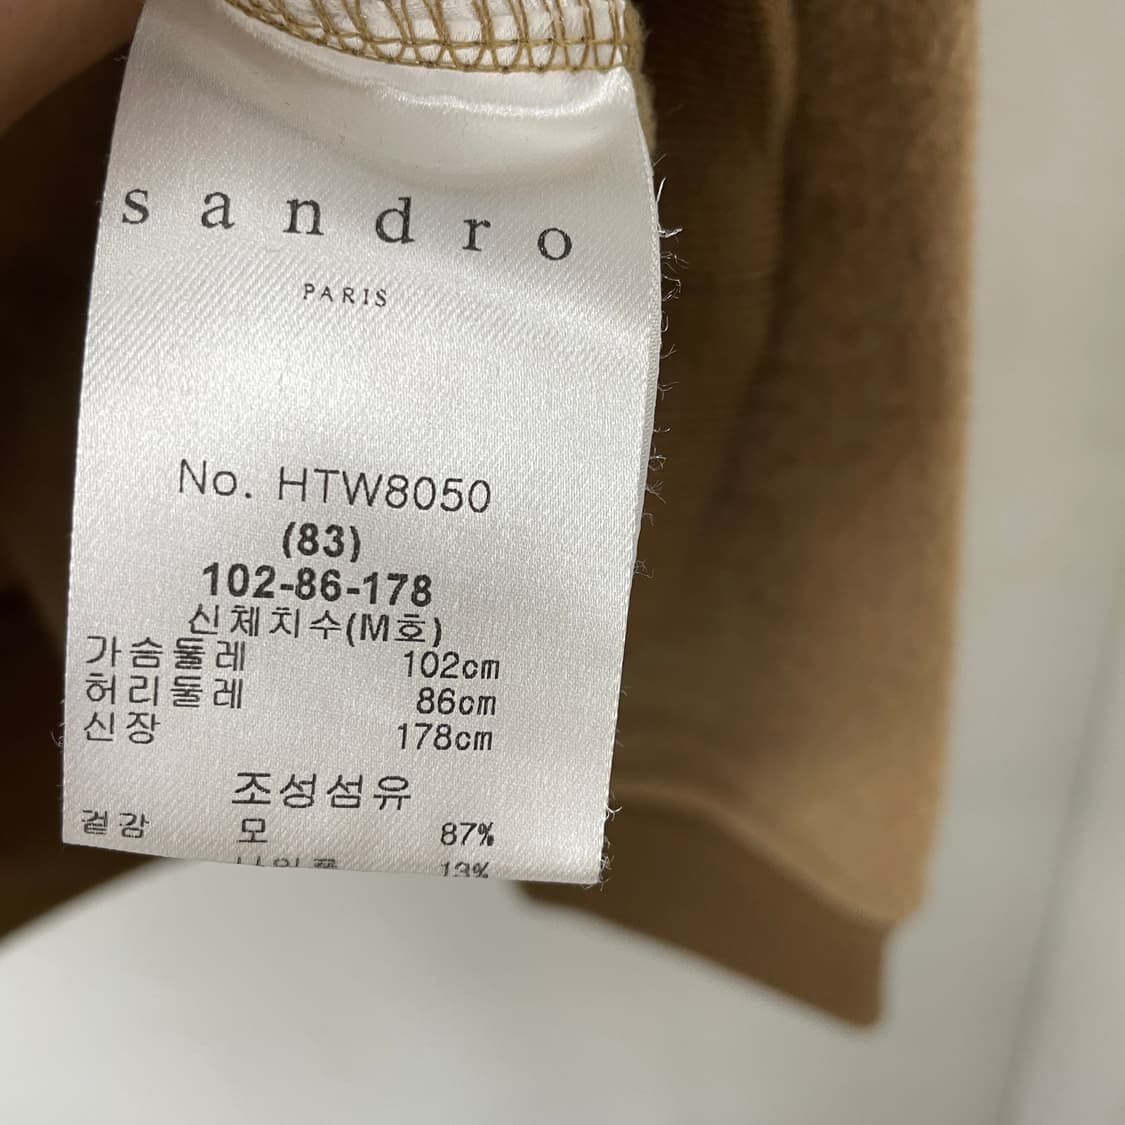 sandro
PARIS
No. HTW8050
(83)
102-86-178
신체치수(M호)
가슴둘레 102cm
허리둘레 86cm
신장 178cm
조성섬유
겉감 모 87%
13%